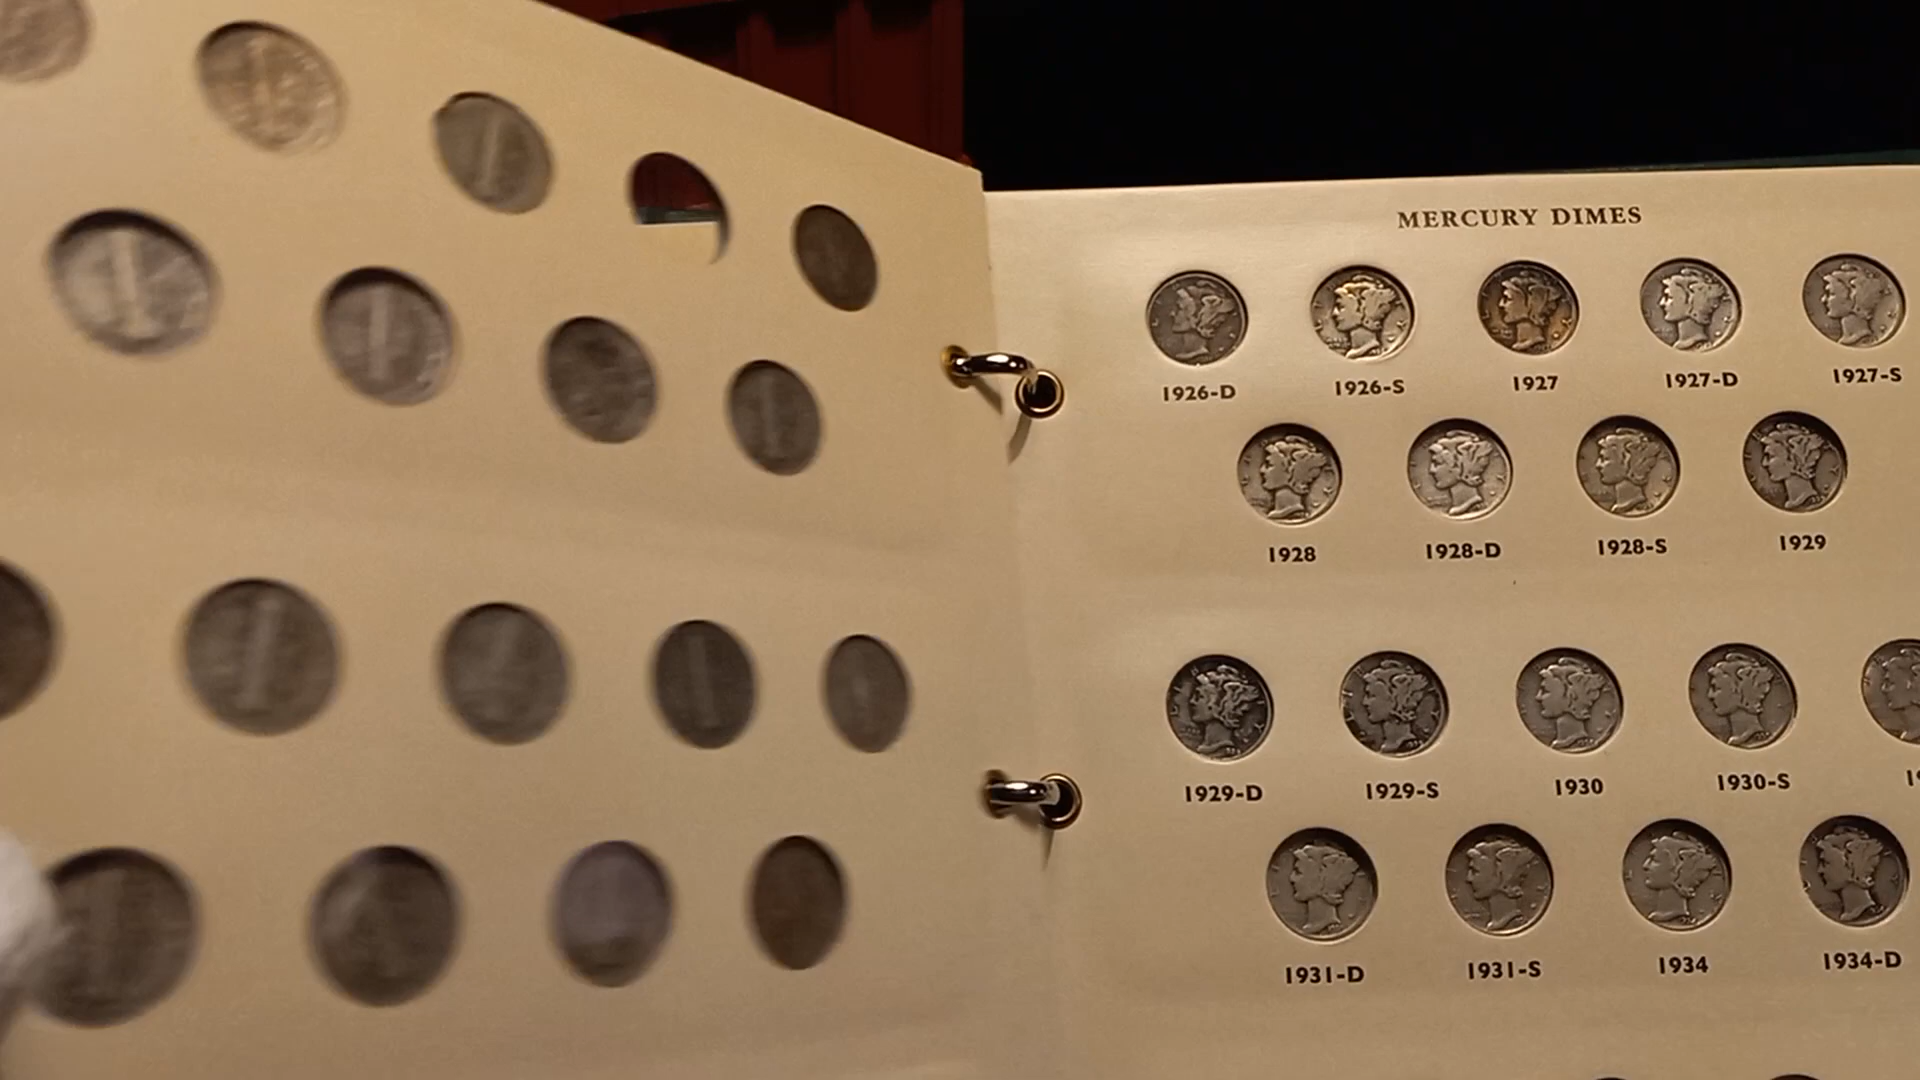 MERCURY DIMES
1926-D 1926-S 1927 1927-D 1927-S
1928 1928-D 1928-S 1929
1929-D 1929-S 1930 1930-S
1931-D 1931-S 1934 1934-D